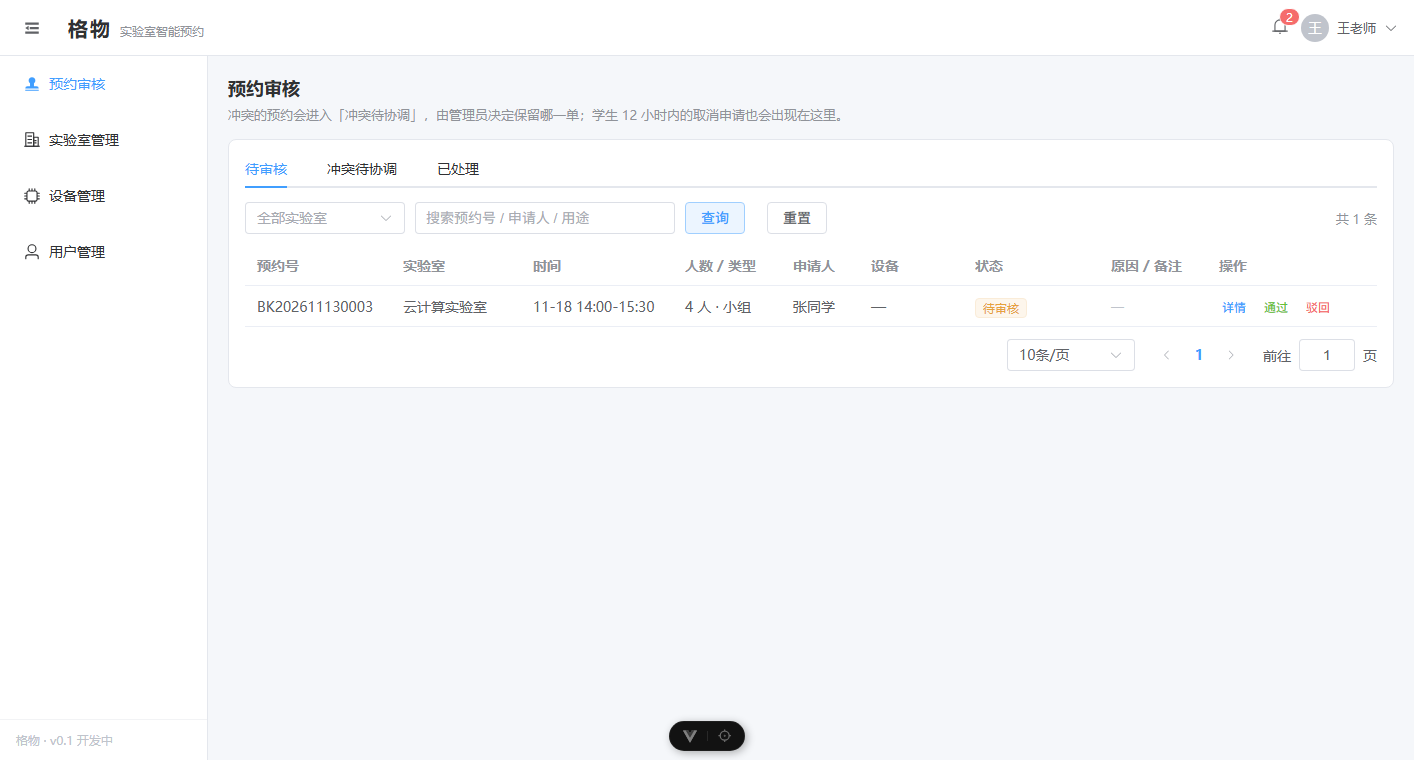 格物 实验室智能预约 2 王 王老师
预约审核
实验室管理
设备管理
用户管理
预约审核
冲突的预约会进入「冲突待协调」，由管理员决定保留哪一单；学生 12 小时内的取消申请也会出现在这里。
待审核 冲突待协调 已处理
全部实验室 搜索预约号 / 申请人 / 用途 查询 重置 共 1 条
预约号 实验室 时间 人数 / 类型 申请人 设备 状态 原因 / 备注 操作
BK202611130003 云计算实验室 11-18 14:00-15:30 4 人 · 小组 张同学 — 待审核 — 详情 通过 驳回
10条/页 1 前往 1 页
格物 · v0.1 开发中